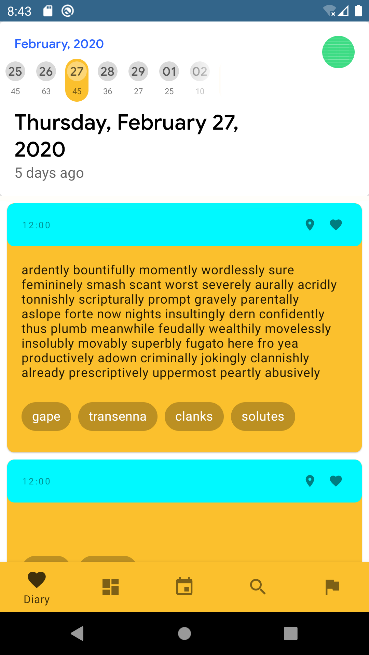 8:43
February, 2020
25 26 27 28 29 01 02
45 63 45 36 27 25 10
Thursday, February 27,
2020
5 days ago
12:00
ardently bountifully momently wordlessly sure
femininely smash scant worst severely aurally acridly
tonnishly scripturally prompt gravely parentally
aslope forte now nights insultingly dern confidently
thus plumb meanwhile feudally wealthily movelessly
insolubly movably superbly fugato here fro yea
productively adown criminally jokingly clannishly
already prescriptively uppermost peartly abusively
gape transenna clanks solutes
12:00
Diary